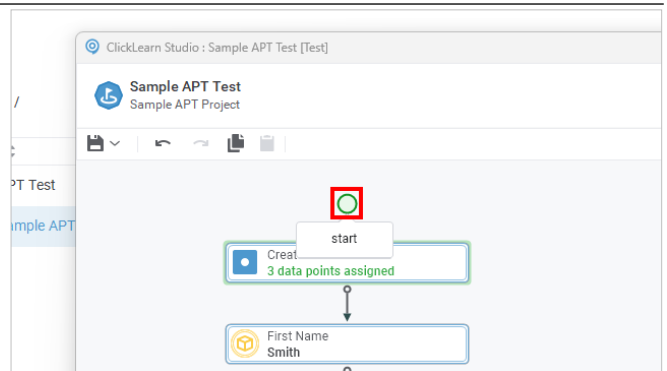 ClickLearn Studio : Sample APT Test [Test]
Sample APT Test
Sample APT Project
/
PT Test
ample APT
start
Creat
3 data points assigned
First Name
Smith